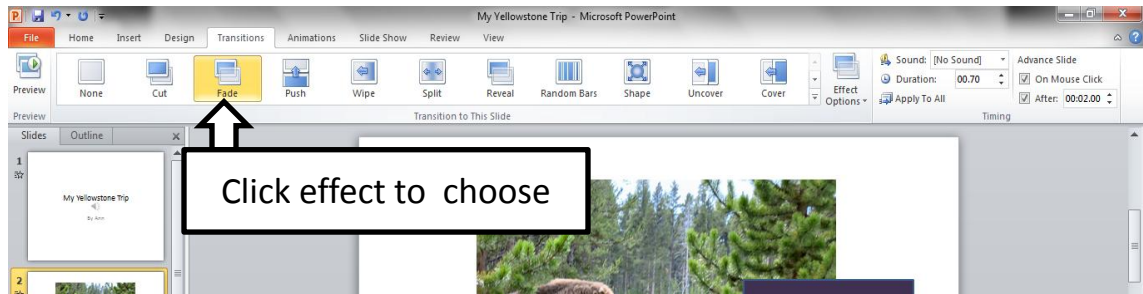 P
My Yellowstone Trip - Microsoft PowerPoint
File Home Insert Design Transitions Animations Slide Show Review View
Preview None Cut Fade Push Wipe Split Reveal Random Bars Shape Uncover Cover Effect Options
Sound: [No Sound] Advance Slide
Duration: 00.70 On Mouse Click
Apply To All After: 00:02.00
Preview Transition to This Slide Timing
Slides Outline x
1
My Yellowstone Trip
By Ann
Click effect to choose
2